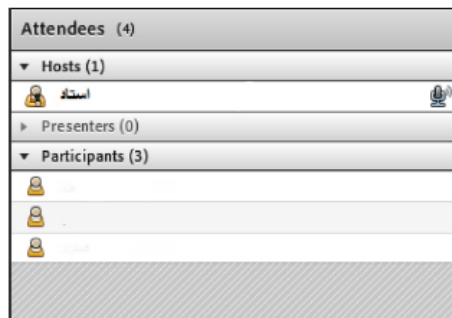 Attendees (4)
Hosts (1)
استاد
Presenters (0)
Participants (3)